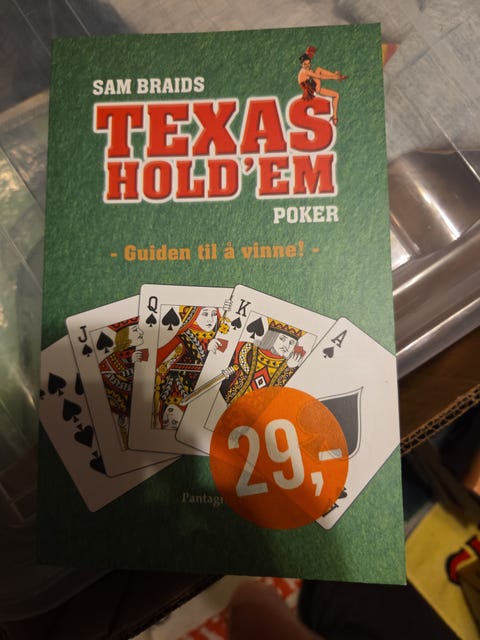 SAM BRAIDS
TEXAS
HOLD'EM
POKER
- Guiden til å vinne! -
J
Q
K
A
29,-